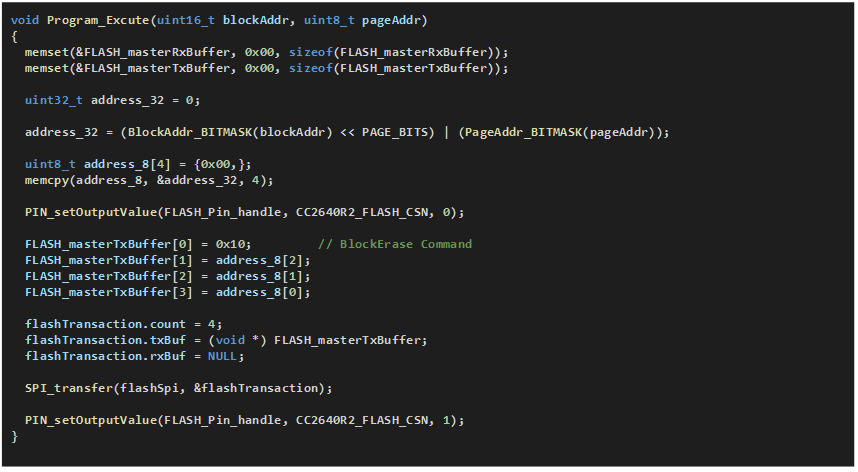 void Program_Excute(uint16_t blockAddr, uint8_t pageAddr)
{
memset(&FLASH_masterRxBuffer, 0x00, sizeof(FLASH_masterRxBuffer));
memset(&FLASH_masterTxBuffer, 0x00, sizeof(FLASH_masterTxBuffer));
uint32_t address_32 = 0;
address_32 = (BlockAddr_BITMASK(blockAddr) << PAGE_BITS) | (PageAddr_BITMASK(pageAddr));
uint8_t address_8[4] = {0x00,};
memcpy(address_8, &address_32, 4);
PIN_setOutputValue(FLASH_Pin_handle, CC2640R2_FLASH_CSN, 0);
FLASH_masterTxBuffer[0] = 0x10; // BlockErase Command
FLASH_masterTxBuffer[1] = address_8[2];
FLASH_masterTxBuffer[2] = address_8[1];
FLASH_masterTxBuffer[3] = address_8[0];
flashTransaction.count = 4;
flashTransaction.txBuf = (void *) FLASH_masterTxBuffer;
flashTransaction.rxBuf = NULL;
SPI_transfer(flashSpi, &flashTransaction);
PIN_setOutputValue(FLASH_Pin_handle, CC2640R2_FLASH_CSN, 1);
}